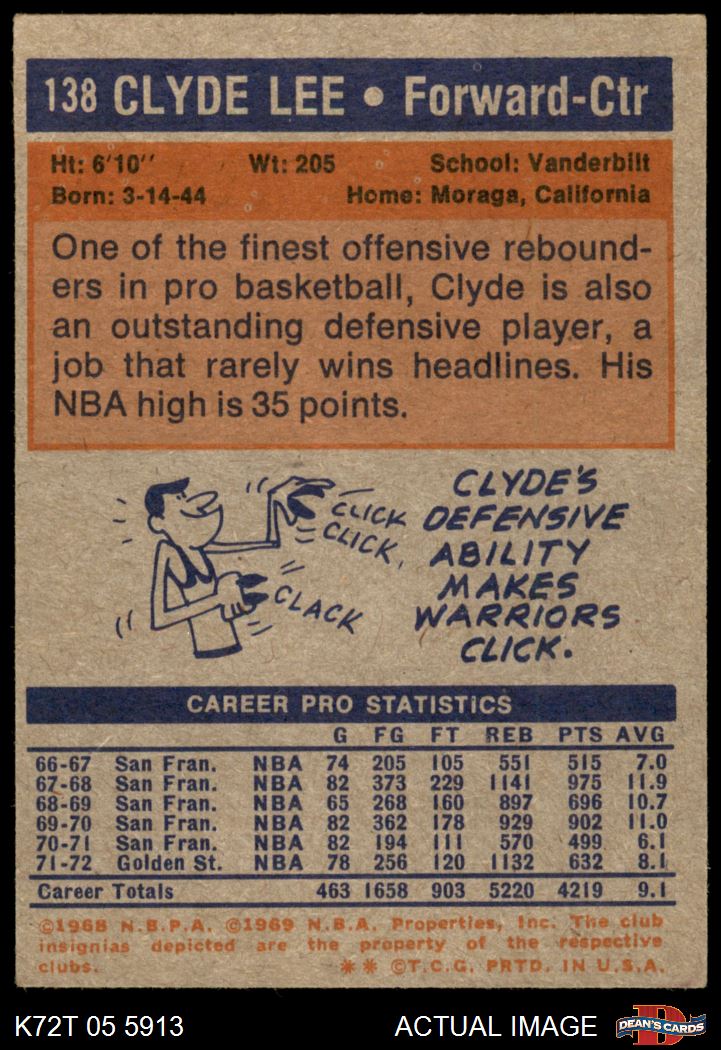 138 CLYDE LEE • Forward-Ctr
Ht: 6'10'' Wt: 205 School: Vanderbilt
Born: 3-14-44 Home: Moraga, California
One of the finest offensive rebound-
ers in pro basketball, Clyde is also
an outstanding defensive player, a
job that rarely wins headlines. His
NBA high is 35 points.
CLICK
CLICK,
CLACK
CLYDE'S
DEFENSIVE
ABILITY
MAKES
WARRIORS
CLICK.
CAREER PRO STATISTICS
G FG FT REB PTS AVG
66-67 San Fran. NBA 74 205 105 551 515 7.0
67-68 San Fran. NBA 82 373 229 1141 975 11.9
68-69 San Fran. NBA 65 268 160 897 696 10.7
69-70 San Fran. NBA 82 362 178 929 902 11.0
70-71 San Fran. NBA 82 194 111 570 499 6.1
71-72 Golden St. NBA 78 256 120 1132 632 8.1
Career Totals 463 1658 903 5220 4219 9.1
©1968 N.B.P.A. ©1969 N.B.A. Properties, Inc. The club
insignias depicted are the property of the respective
clubs. ** ©T.C.G. PRTD. IN U.S.A.
K72T 05 5913 ACTUAL IMAGE
D
DEAN'S CARDS